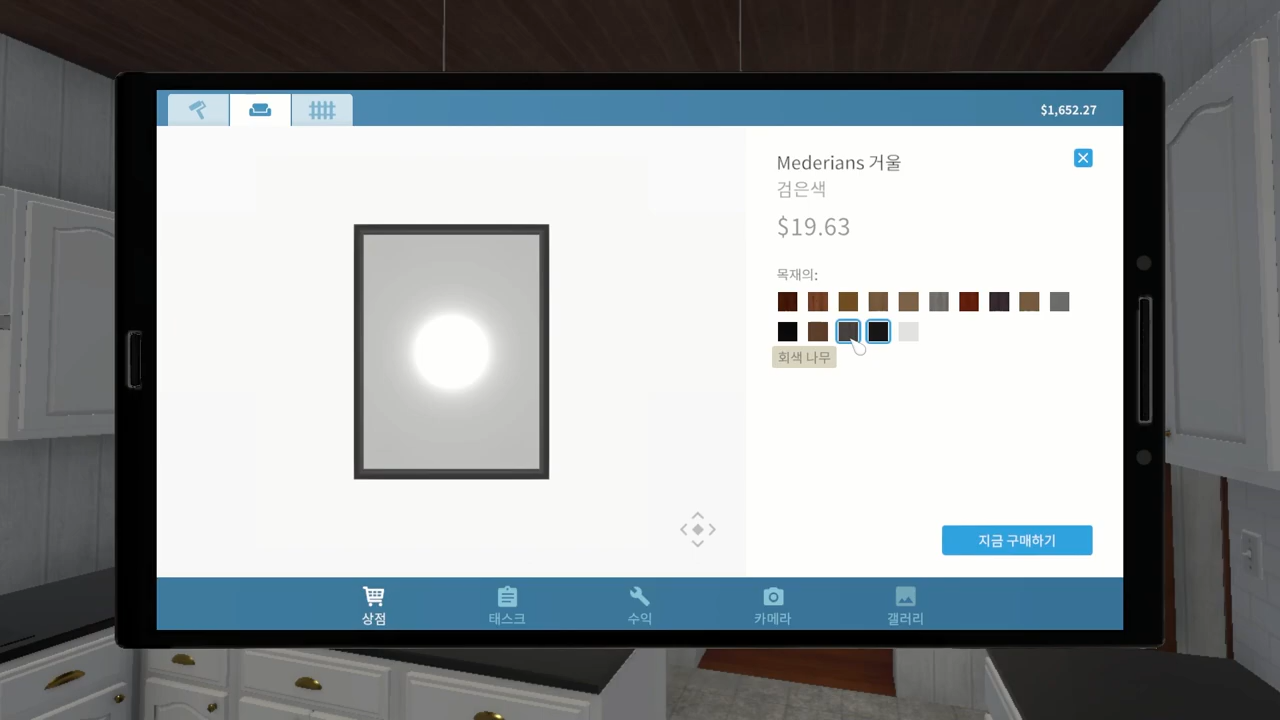 $1,652.27
Mederians 거울
검은색
$19.63
목재의:
회색 나무
지금 구매하기
상점
태스크
수익
카메라
갤러리